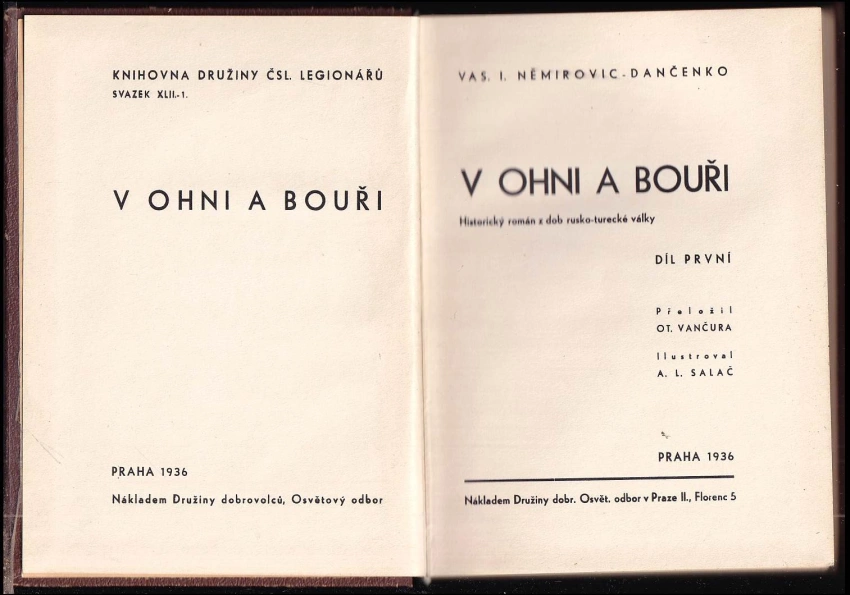 KNIHOVNA DRUŽINY ČSL. LEGIONÁŘŮ
SVAZEK XLII.-1.
V OHNI A BOUŘI
PRAHA 1936
Nákladem Družiny dobrovolců, Osvětový odbor
VAS. I. NĚMIROVIC-DANČENKO
V OHNI A BOUŘI
Historický román z dob rusko-turecké války
DÍL PRVNÍ
Přeložil
OT. VANČURA
Ilustroval
A. L. SALAČ
PRAHA 1936
Nákladem Družiny dobr. Osvět. odbor v Praze II., Florenc 5